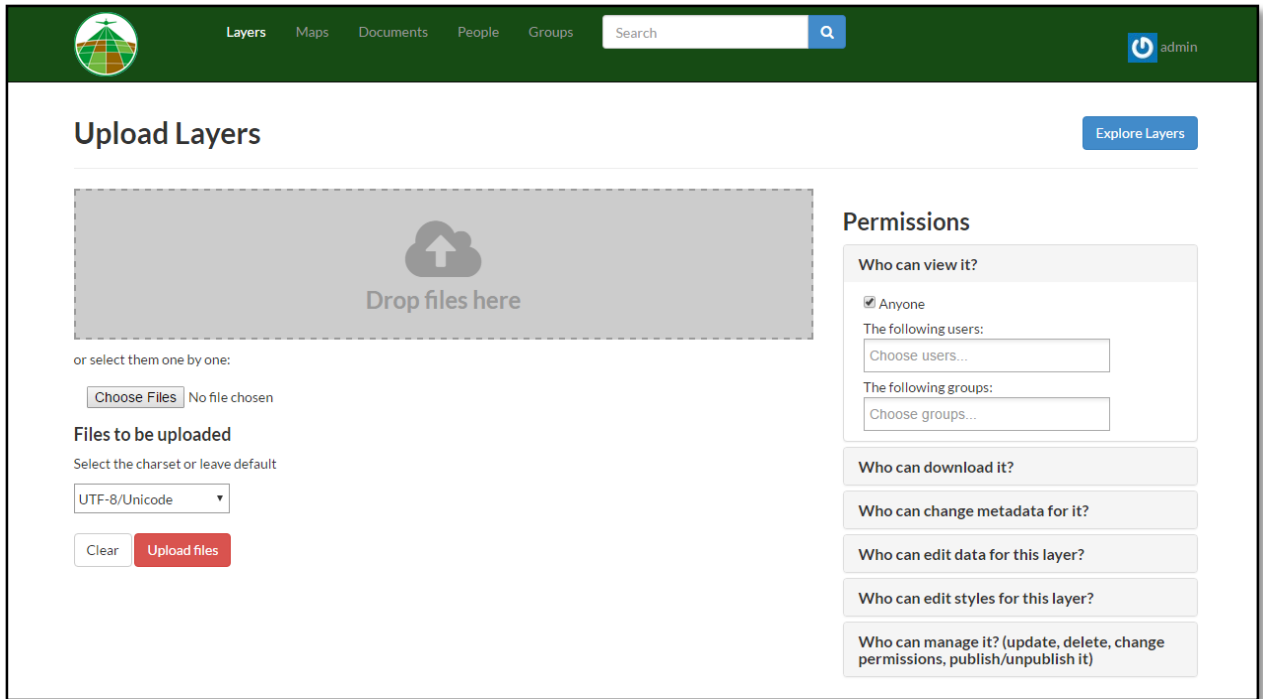 Layers Maps Documents People Groups Search admin
Upload Layers
Explore Layers
Drop files here
or select them one by one:
Choose Files No file chosen
Files to be uploaded
Select the charset or leave default
UTF-8/Unicode
Clear Upload files
Permissions
Who can view it?
Anyone
The following users:
Choose users...
The following groups:
Choose groups...
Who can download it?
Who can change metadata for it?
Who can edit data for this layer?
Who can edit styles for this layer?
Who can manage it? (update, delete, change
permissions, publish/unpublish it)